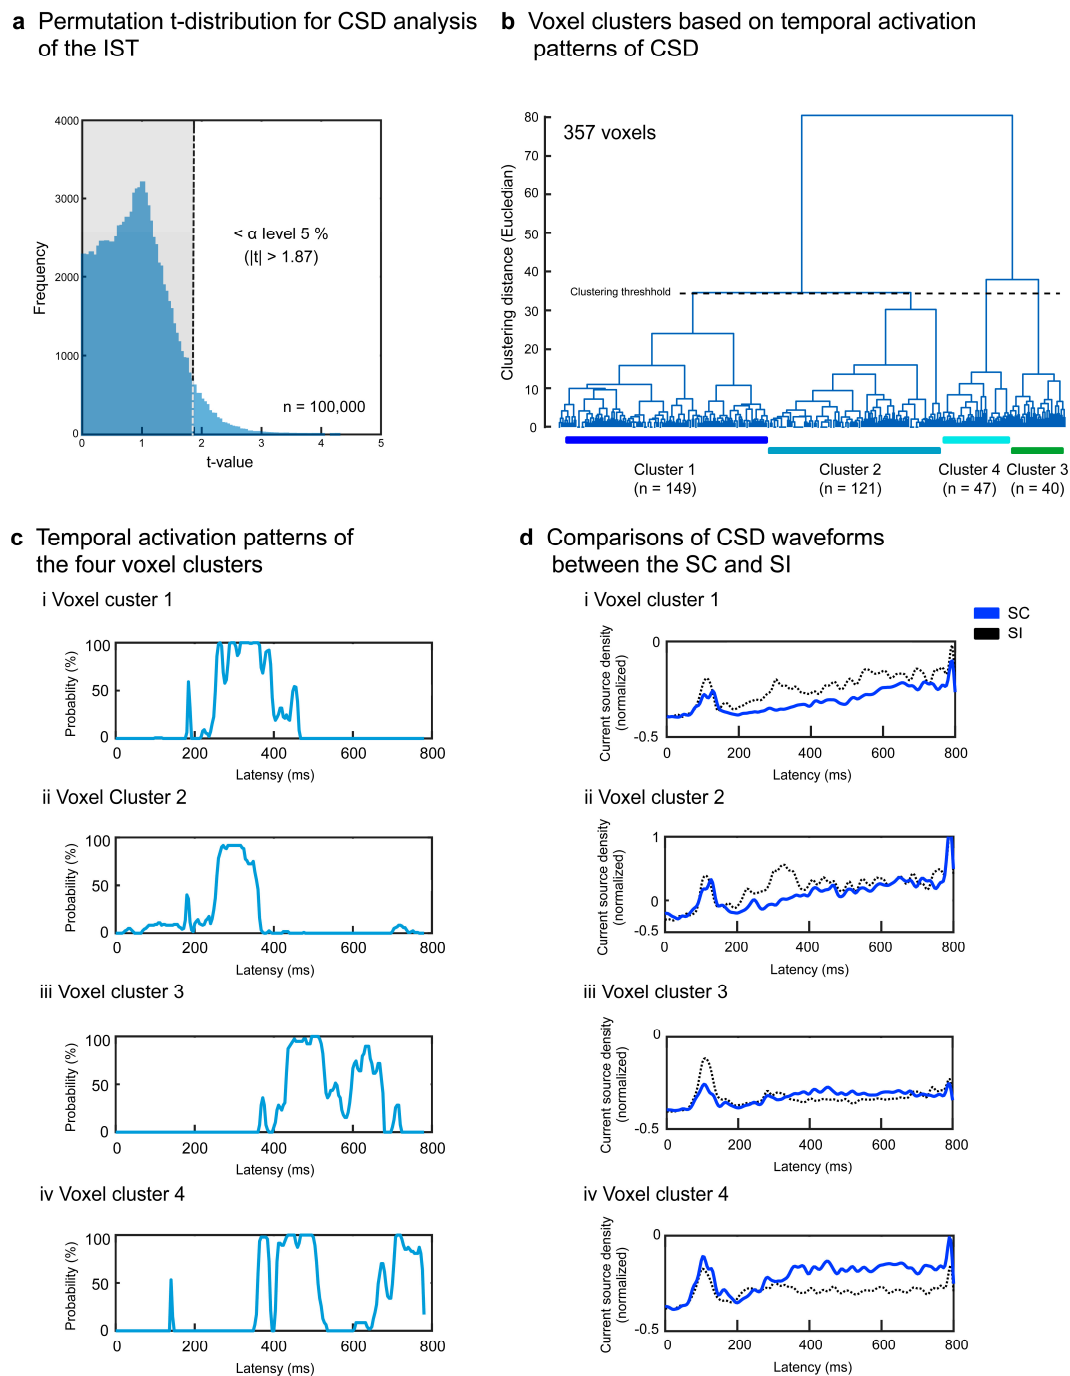 a Permutation t-distribution for CSD analysis
of the IST
4000
3000
2000
1000
0
Frequency
< α level 5 %
(|t| > 1.87)
n = 100,000
0 1 2 3 4 5
t-value
b Voxel clusters based on temporal activation
patterns of CSD
357 voxels
80
70
60
50
40
30
20
10
0
Clustering distance (Eucledian)
Clustering threshhold
Cluster 1
(n = 149)
Cluster 2
(n = 121)
Cluster 4
(n = 47)
Cluster 3
(n = 40)
c Temporal activation patterns of
the four voxel clusters
i Voxel custer 1
Probability (%)
100
50
0
0 200 400 600 800
Latensy (ms)
ii Voxel Cluster 2
Probability (%)
100
50
0
0 200 400 600 800
Latensy (ms)
iii Voxel cluster 3
Probability (%)
100
50
0
0 200 400 600 800
Latensy (ms)
iv Voxel cluster 4
Probability (%)
100
50
0
0 200 400 600 800
Latensy (ms)
d Comparisons of CSD waveforms
between the SC and SI
SC
SI
i Voxel cluster 1
Current source density
(normalized)
0
-0.5
0 200 400 600 800
Latency (ms)
ii Voxel cluster 2
Current source density
(normalized)
1
0
-0.5
0 200 400 600 800
Latency (ms)
iii Voxel cluster 3
Current source density
(normalized)
0
-0.5
0 200 400 600 800
Latency (ms)
iv Voxel cluster 4
Current source density
(normalized)
0
-0.5
0 200 400 600 800
Latency (ms)